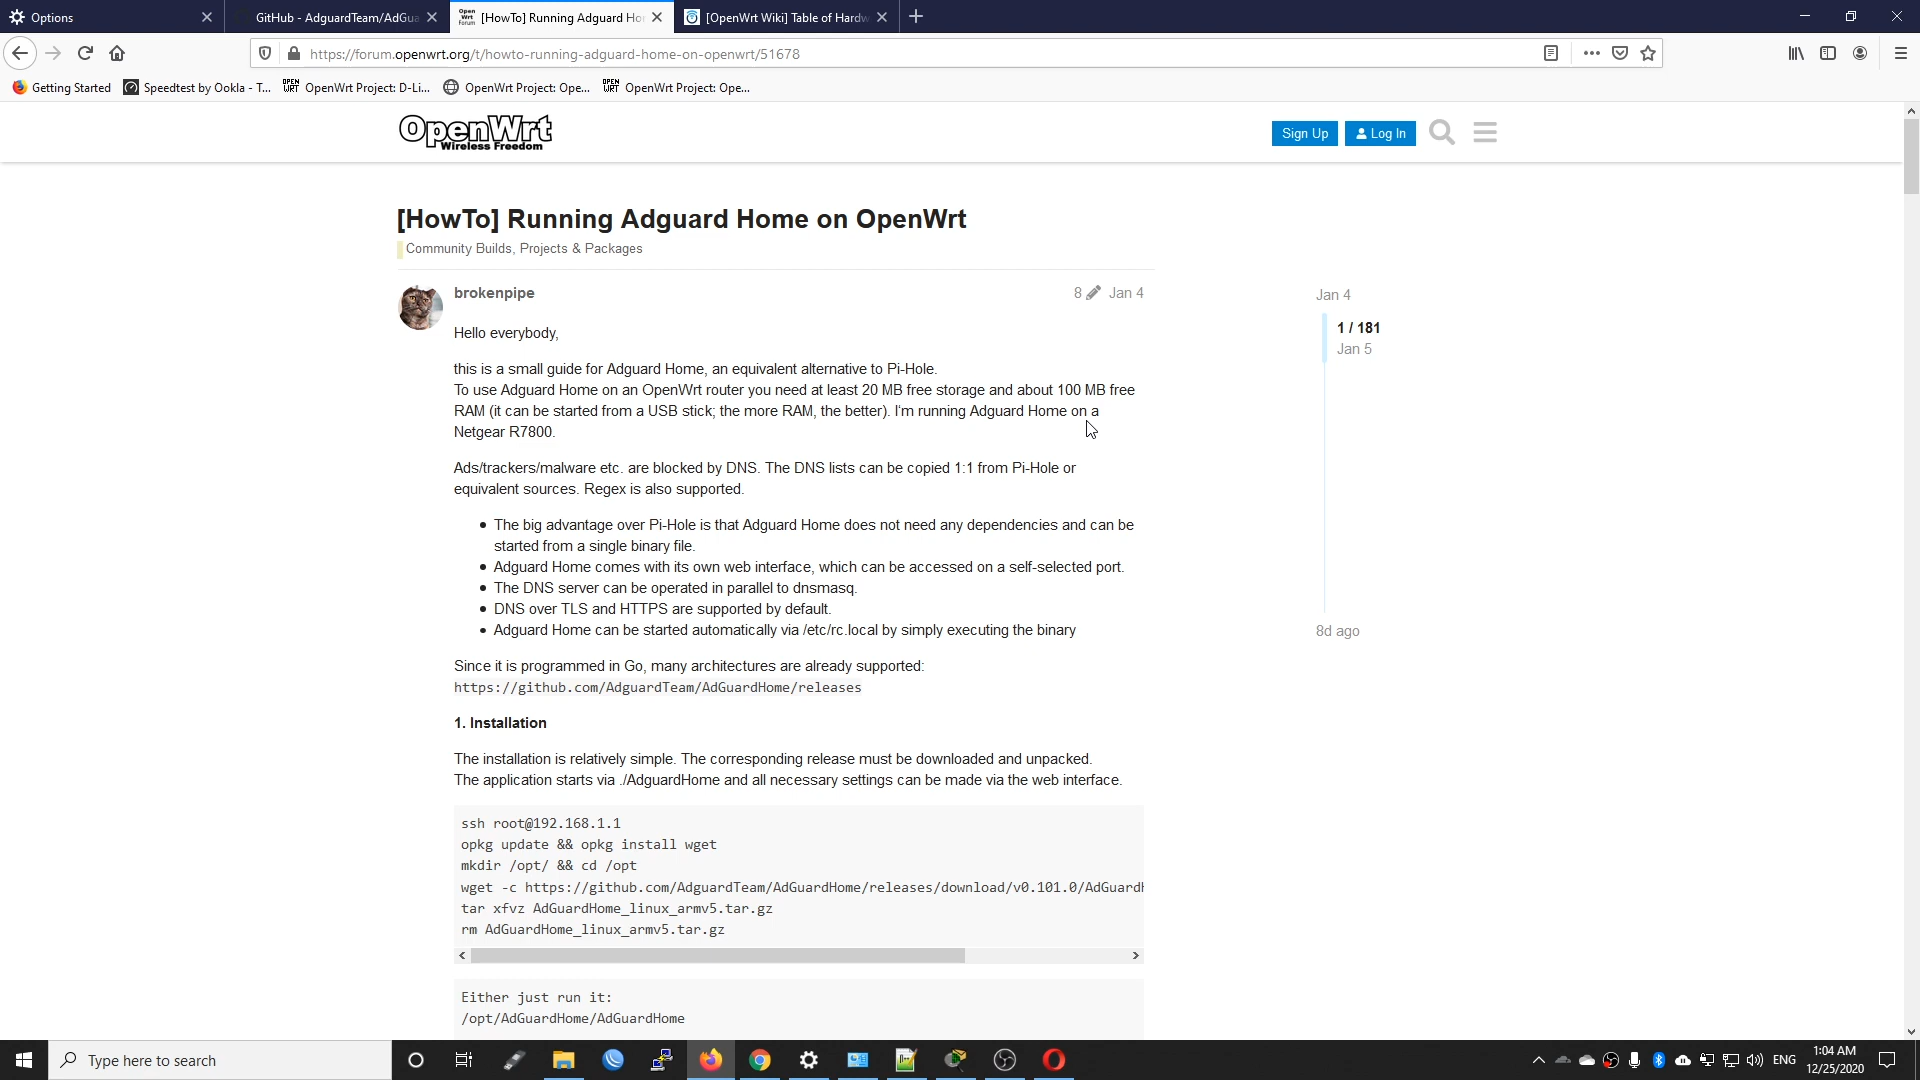 Options
GitHub - AdguardTeam/AdGua
[HowTo] Running Adguard Ho
[OpenWrt Wiki] Table of Hardw
https://forum.openwrt.org/t/howto-running-adguard-home-on-openwrt/51678
Getting Started
Speedtest by Ookla - T...
OpenWrt Project: D-Li...
OpenWrt Project: Ope...
OpenWrt Project: Ope...
OpenWrt
Wireless Freedom
Sign Up
Log In
[HowTo] Running Adguard Home on OpenWrt
Community Builds, Projects & Packages
brokenpipe
8
Jan 4
Jan 4
1 / 181
Jan 5
8d ago
Hello everybody,
this is a small guide for Adguard Home, an equivalent alternative to Pi-Hole.
To use Adguard Home on an OpenWrt router you need at least 20 MB free storage and about 100 MB free
RAM (it can be started from a USB stick; the more RAM, the better). I'm running Adguard Home on a
Netgear R7800.
Ads/trackers/malware etc. are blocked by DNS. The DNS lists can be copied 1:1 from Pi-Hole or
equivalent sources. Regex is also supported.
• The big advantage over Pi-Hole is that Adguard Home does not need any dependencies and can be
started from a single binary file.
• Adguard Home comes with its own web interface, which can be accessed on a self-selected port.
• The DNS server can be operated in parallel to dnsmasq.
• DNS over TLS and HTTPS are supported by default.
• Adguard Home can be started automatically via /etc/rc.local by simply executing the binary
Since it is programmed in Go, many architectures are already supported:
https://github.com/AdguardTeam/AdGuardHome/releases
1. Installation
The installation is relatively simple. The corresponding release must be downloaded and unpacked.
The application starts via ./AdguardHome and all necessary settings can be made via the web interface.
ssh root@192.168.1.1
opkg update && opkg install wget
mkdir /opt/ && cd /opt
wget -c https://github.com/AdguardTeam/AdGuardHome/releases/download/v0.101.0/AdGuard
tar xfvz AdGuardHome_linux_armv5.tar.gz
rm AdGuardHome_linux_armv5.tar.gz
Either just run it:
/opt/AdGuardHome/AdGuardHome
Type here to search
ENG
1:04 AM
12/25/2020